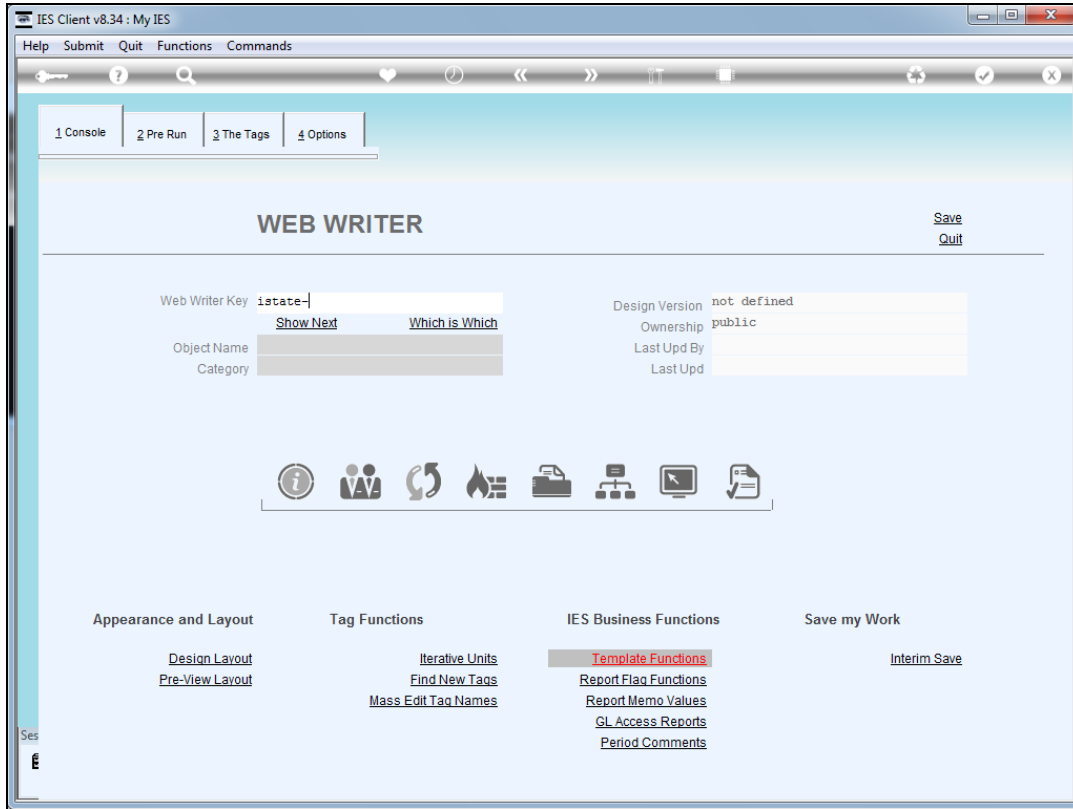 IES Client v8.34 : My IES
Help Submit Quit Functions Commands
1 Console 2 Pre Run 3 The Tags 4 Options
WEB WRITER
Save
Quit
Web Writer Key istate-
Show Next Which is Which
Object Name
Category
Design Version not defined
Ownership public
Last Upd By
Last Upd
Appearance and Layout
Design Layout
Pre-View Layout
Tag Functions
Iterative Units
Find New Tags
Mass Edit Tag Names
IES Business Functions
Template Functions
Report Flag Functions
Report Memo Values
GL Access Reports
Period Comments
Save my Work
Interim Save
Ses